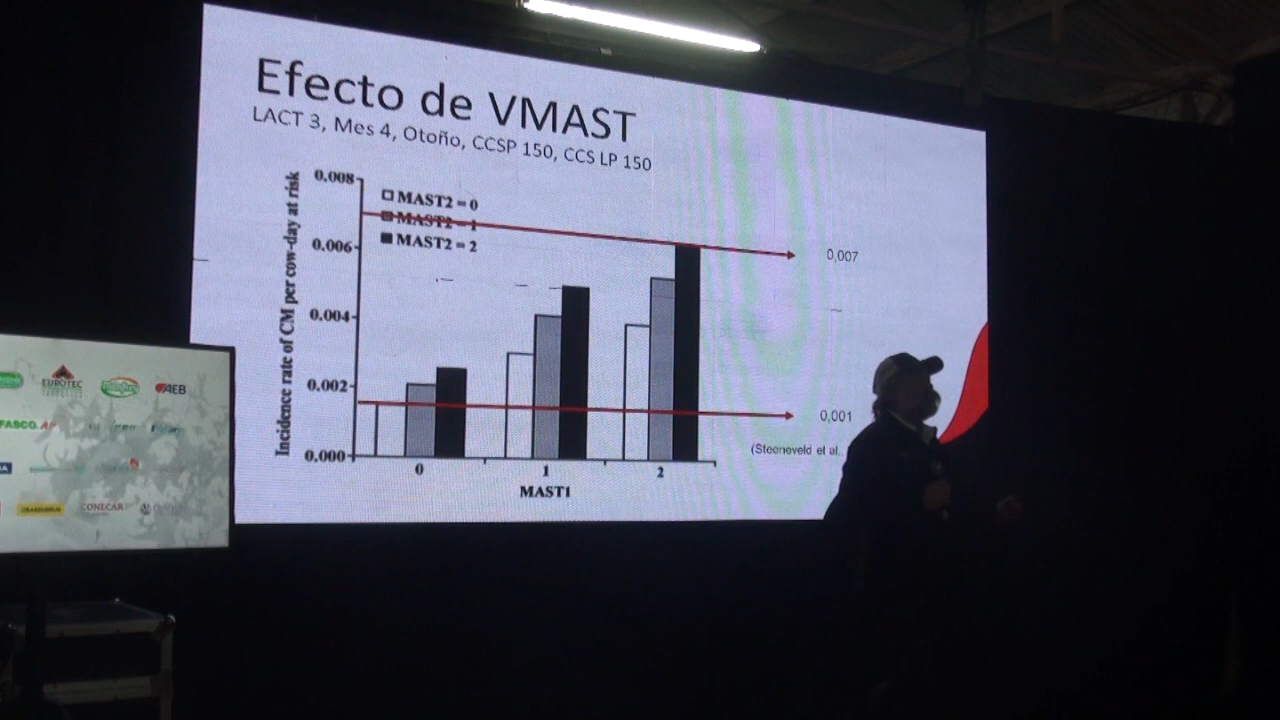 Efecto de VMAST
LACT 3, Mes 4, Otoño, CCSP 150, CCS LP 150
Incidence rate of CM per cow-day at risk
0.008
0.006
0.004
0.002
0.000
MAST2 = 0
MAST2 = 1
MAST2 = 2
0,007
0,001
(Steeneveld et al.
0
1
2
MAST1
EUROTEC
AEB
FASCO.AP
CONECAR